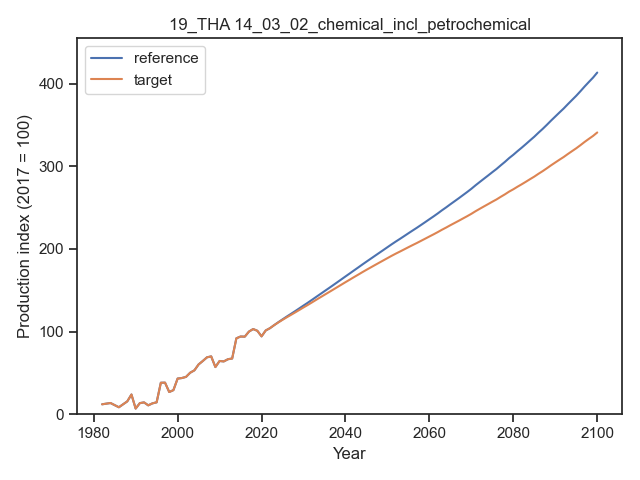 19_THA 14_03_02_chemical_incl_petrochemical
reference
target
Production index (2017 = 100)
400
300
200
100
0
1980
2000
2020
2040
2060
2080
2100
Year